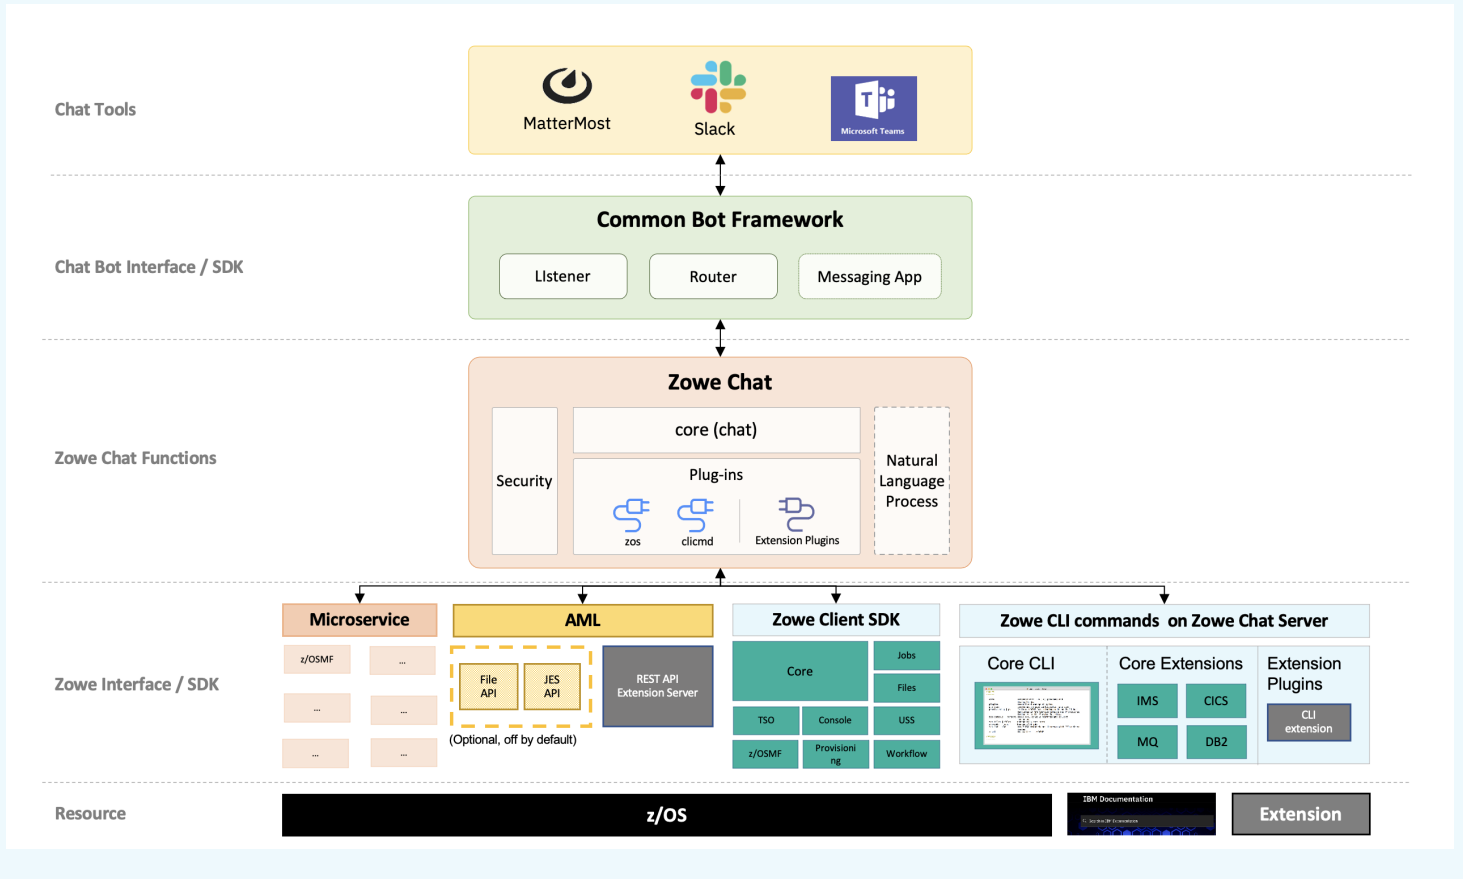 Chat Tools
MatterMost
Slack
Microsoft Teams
Chat Bot Interface / SDK
Common Bot Framework
LIstener
Router
Messaging App
Zowe Chat Functions
Zowe Chat
Security
core (chat)
Plug-ins
zos
clicmd
Extension Plugins
Natural
Language
Process
Zowe Interface / SDK
Microservice
z/OSMF
...
...
...
...
...
AML
File
API
JES
API
(Optional, off by default)
REST API
Extension Server
Zowe Client SDK
Core
Jobs
Files
TSO
Console
USS
z/OSMF
Provisioni
ng
Workflow
Zowe CLI commands on Zowe Chat Server
Core CLI
Core Extensions
IMS
CICS
MQ
DB2
Extension
Plugins
CLI
extension
Resource
z/OS
IBM Documentation
Extension